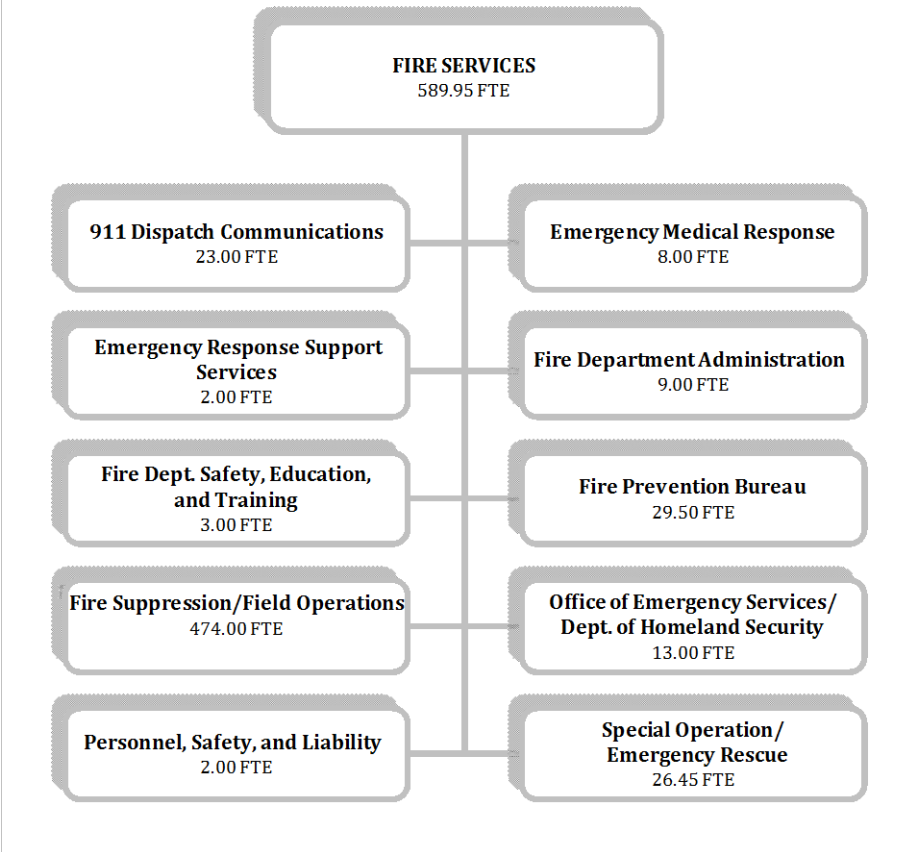 FIRE SERVICES
589.95 FTE
911 Dispatch Communications
23.00 FTE
Emergency Medical Response
8.00 FTE
Emergency Response Support
Services
2.00 FTE
Fire Department Administration
9.00 FTE
Fire Dept. Safety, Education,
and Training
3.00 FTE
Fire Prevention Bureau
29.50 FTE
Fire Suppression/Field Operations
474.00 FTE
Office of Emergency Services/
Dept. of Homeland Security
13.00 FTE
Personnel, Safety, and Liability
2.00 FTE
Special Operation/
Emergency Rescue
26.45 FTE